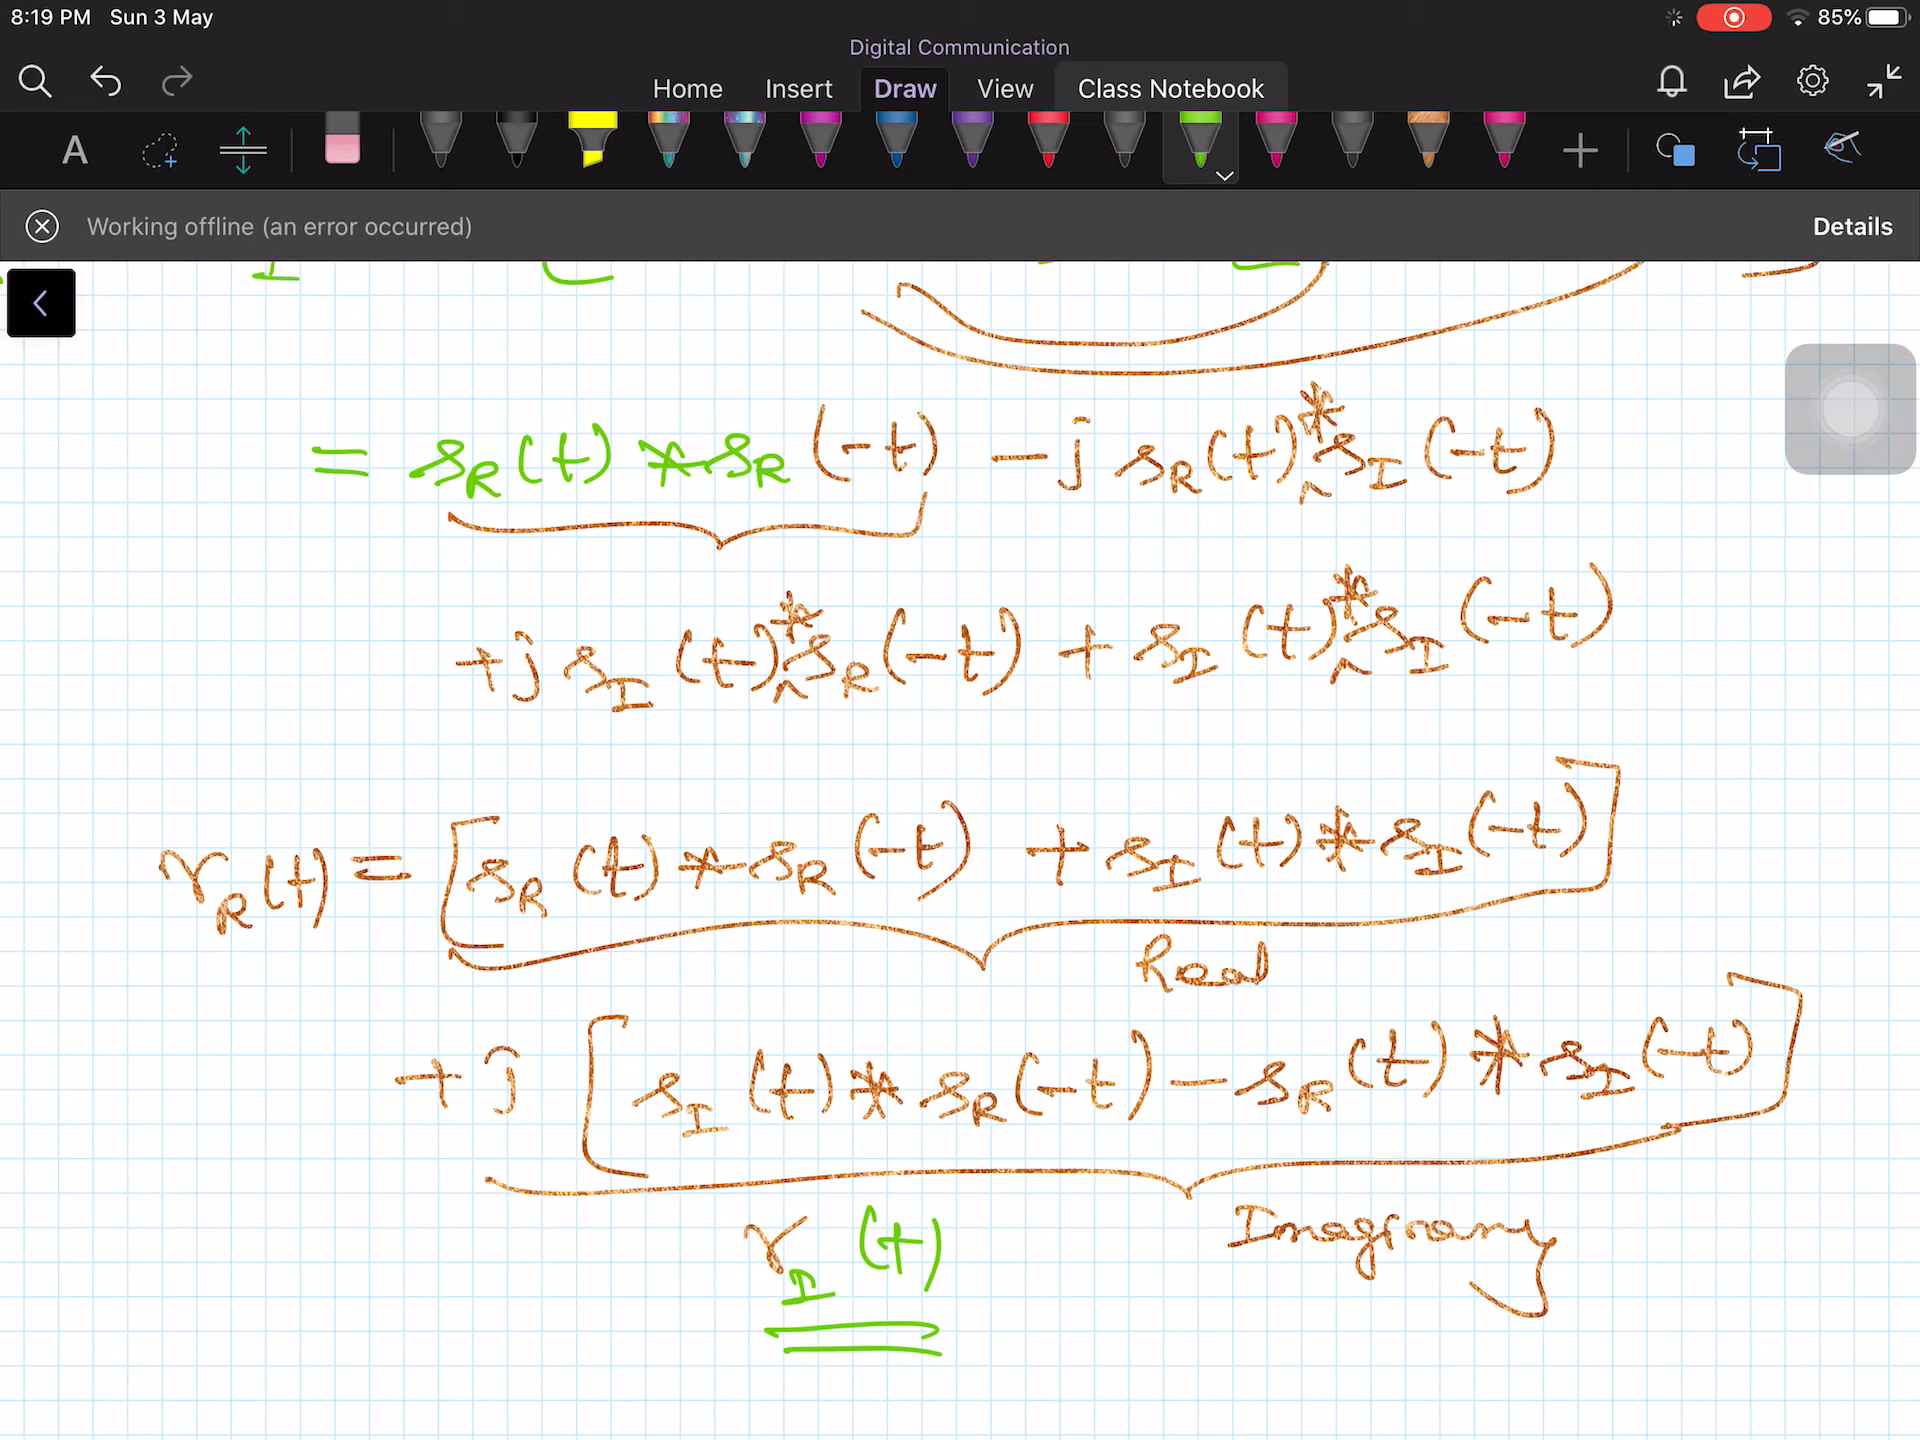 8:19 PM Sun 3 May 85%
Digital Communication
Home Insert Draw View Class Notebook
A
Working offline (an error occurred) Details
= s_R(t) * s_R(-t) - j s_R(t) * s_I(-t)
+j s_I(t) * s_R(-t) + s_I(t) * s_I(-t)
r_R(t) = [s_R(t) * s_R(-t) + s_I(t) * s_I(-t)]
Real
+ j [s_I(t) * s_R(-t) - s_R(t) * s_I(-t)]
r_I(t) Imaginary